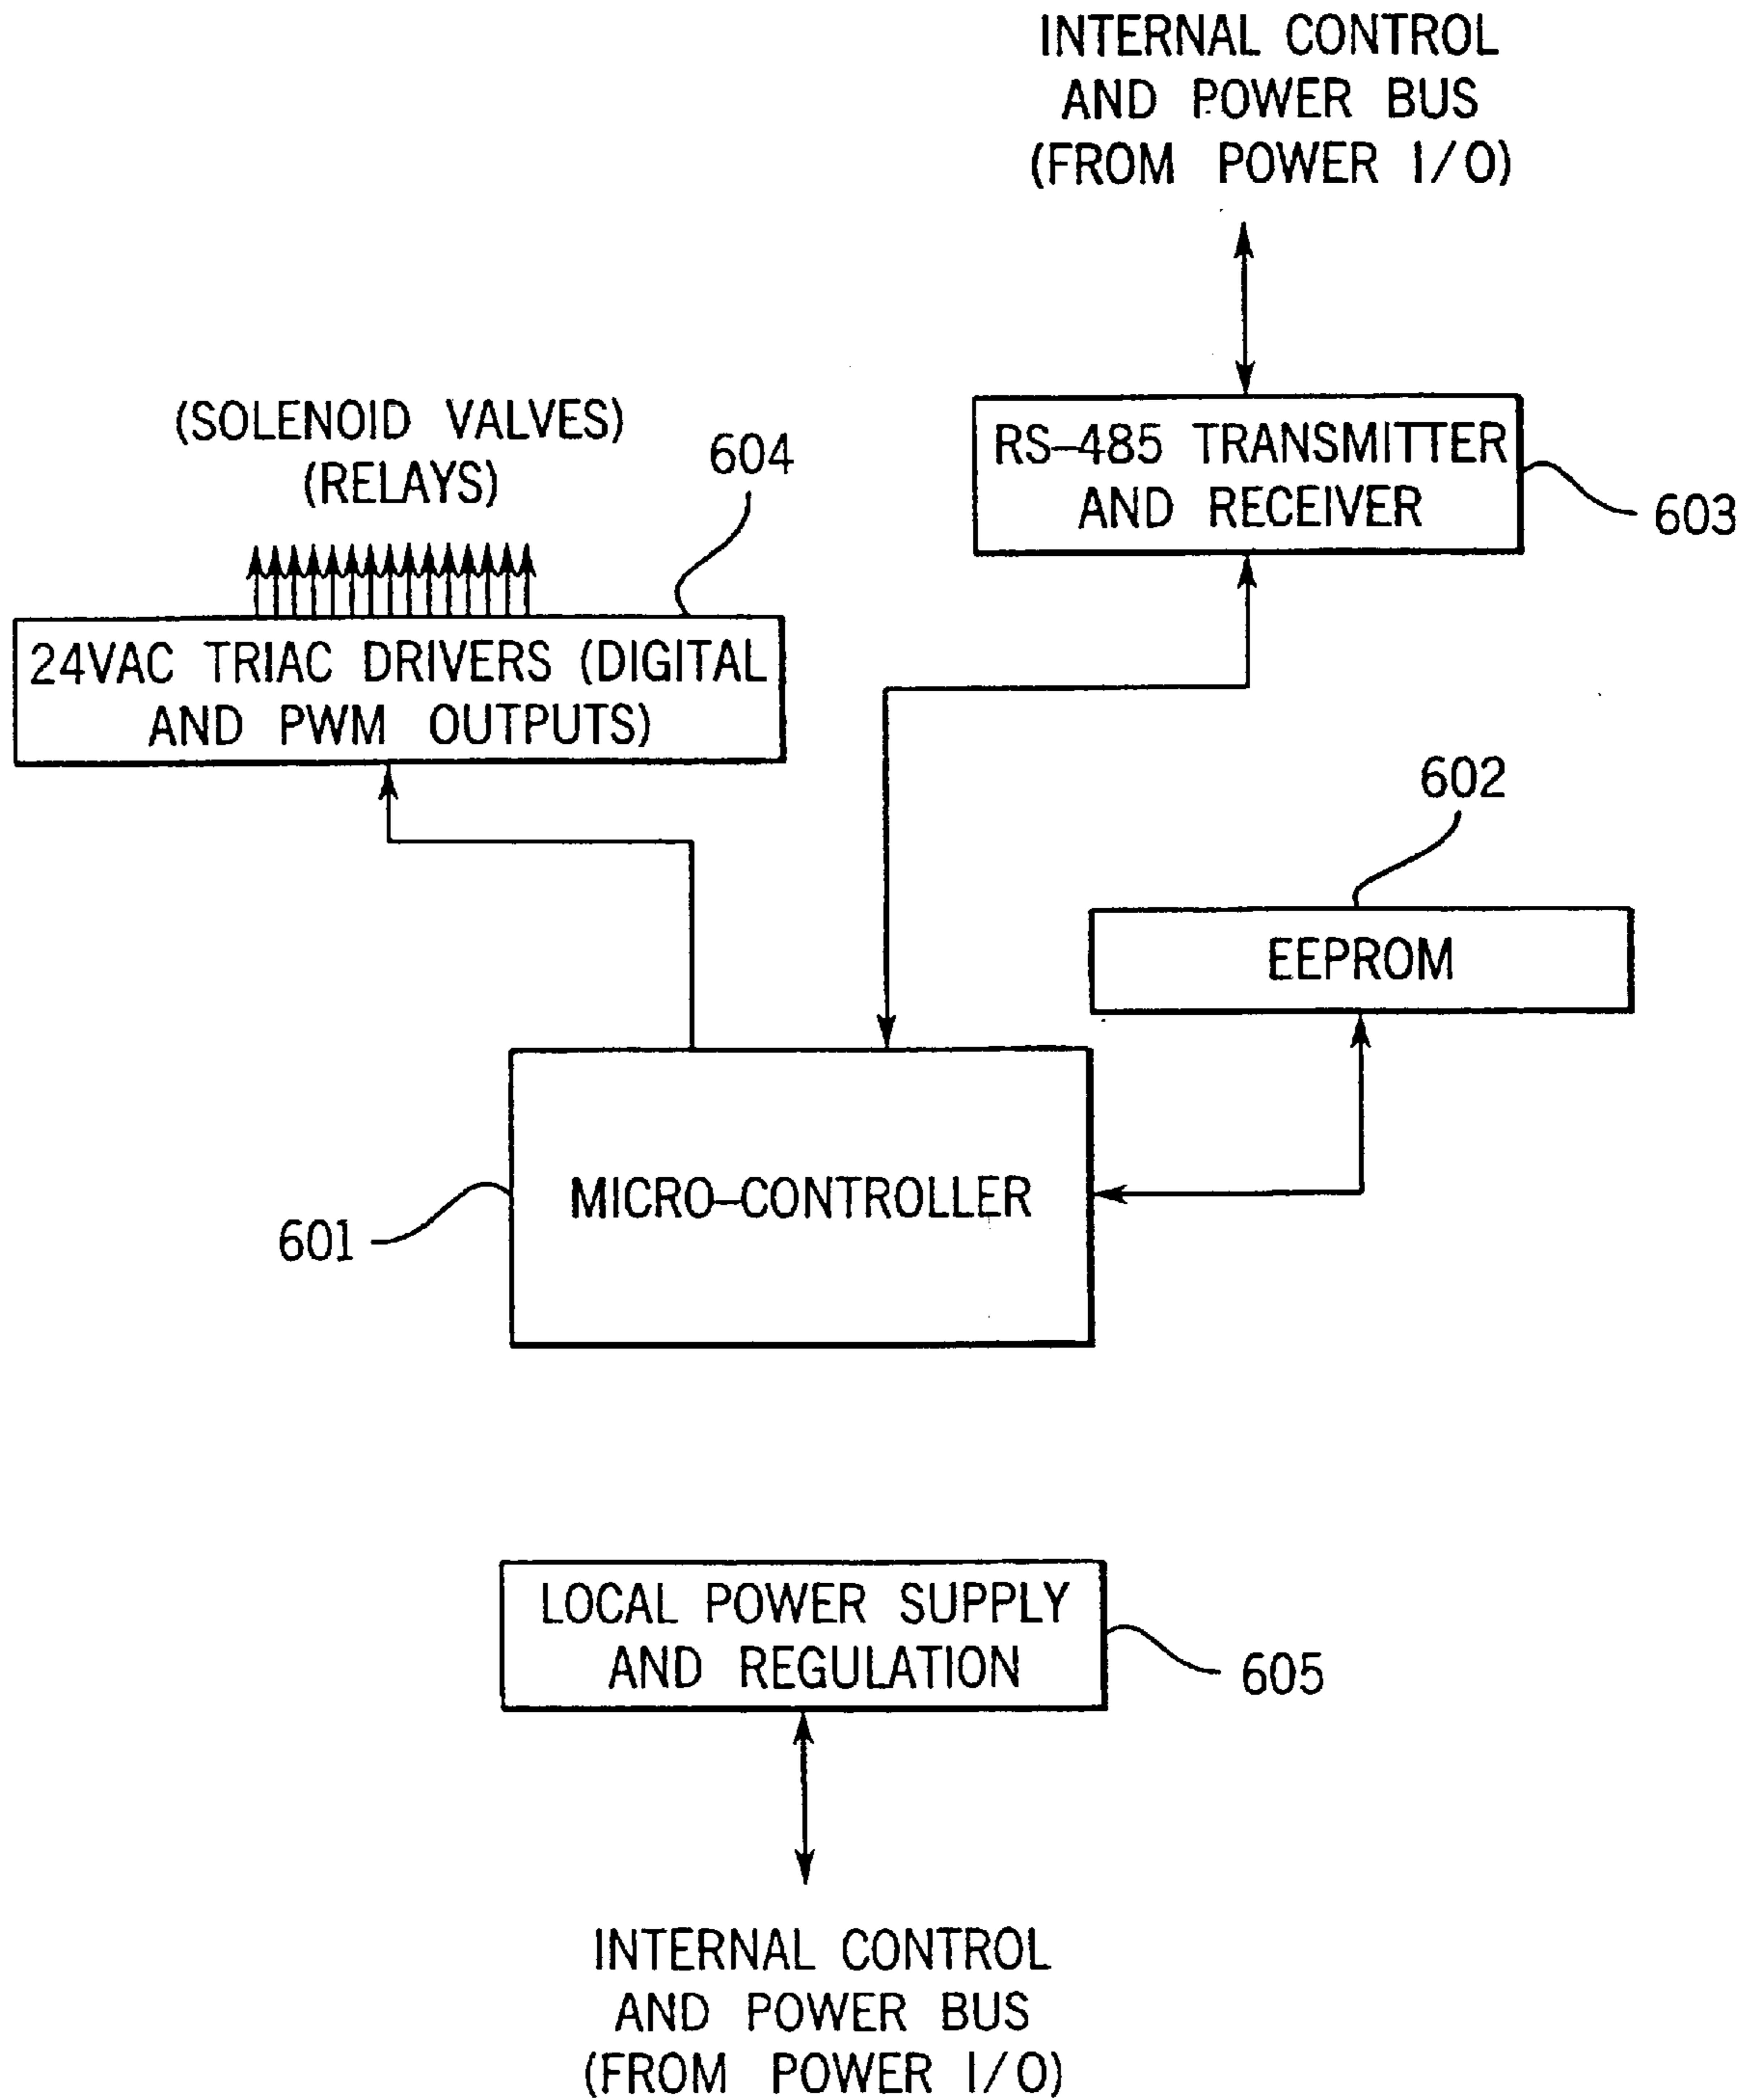 INTERNAL CONTROL
AND POWER BUS
(FROM POWER I/O)
(SOLENOID VALVES)
(RELAYS)
604
RS-485 TRANSMITTER
AND RECEIVER
603
24VAC TRIAC DRIVERS (DIGITAL
AND PWM OUTPUTS)
602
EEPROM
MICRO-CONTROLLER
601
LOCAL POWER SUPPLY
AND REGULATION
605
INTERNAL CONTROL
AND POWER BUS
(FROM POWER I/O)